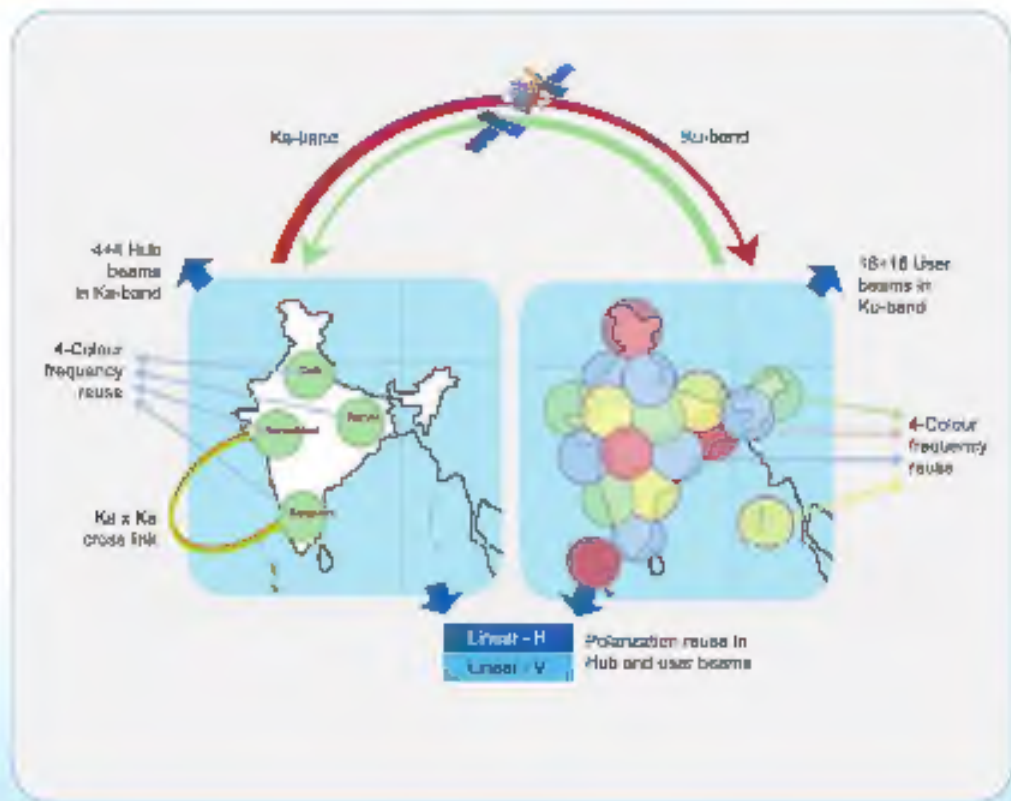 Ka-band
Ku-band
4+4 Hub
beams
in Ka-band
16+16 User
beams in
Ku-band
4-Colour
frequency
reuse
Delhi
4-Colour
frequency
reuse
Ka x Ka
cross link
Linear - H
Linear - V
Polarization reuse in
Hub and user beams